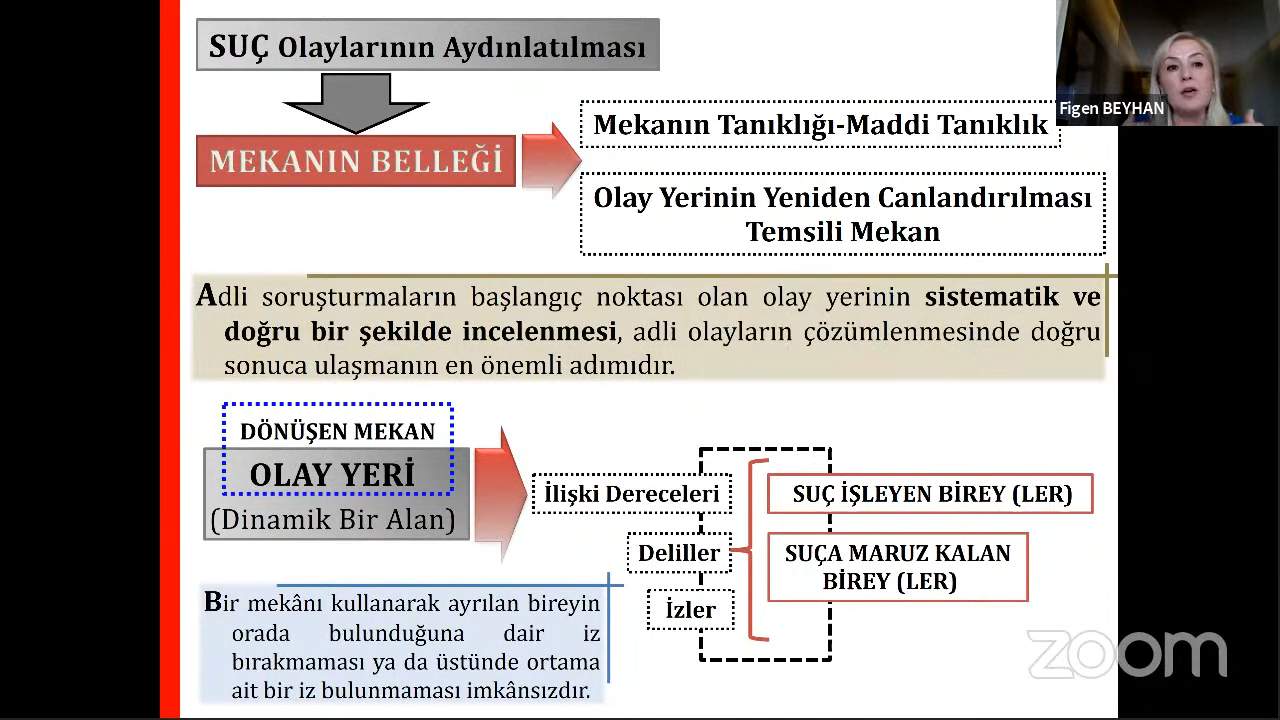 SUÇ Olaylarının Aydınlatılması
Figen BEYHAN
MEKANIN BELLEĞİ
Mekanın Tanıklığı-Maddi Tanıklık
Olay Yerinin Yeniden Canlandırılması
Temsili Mekan
Adli soruşturmaların başlangıç noktası olan olay yerinin sistematik ve
doğru bir şekilde incelenmesi, adli olayların çözümlenmesinde doğru
sonuca ulaşmanın en önemli adımıdır.
DÖNÜŞEN MEKAN
OLAY YERİ
(Dinamik Bir Alan)
İlişki Dereceleri
Deliller
İzler
SUÇ İŞLEYEN BİREY (LER)
SUÇA MARUZ KALAN
BİREY (LER)
Bir mekânı kullanarak ayrılan bireyin
orada bulunduğuna dair iz
bırakmaması ya da üstünde ortama
ait bir iz bulunmaması imkânsızdır.
zoom